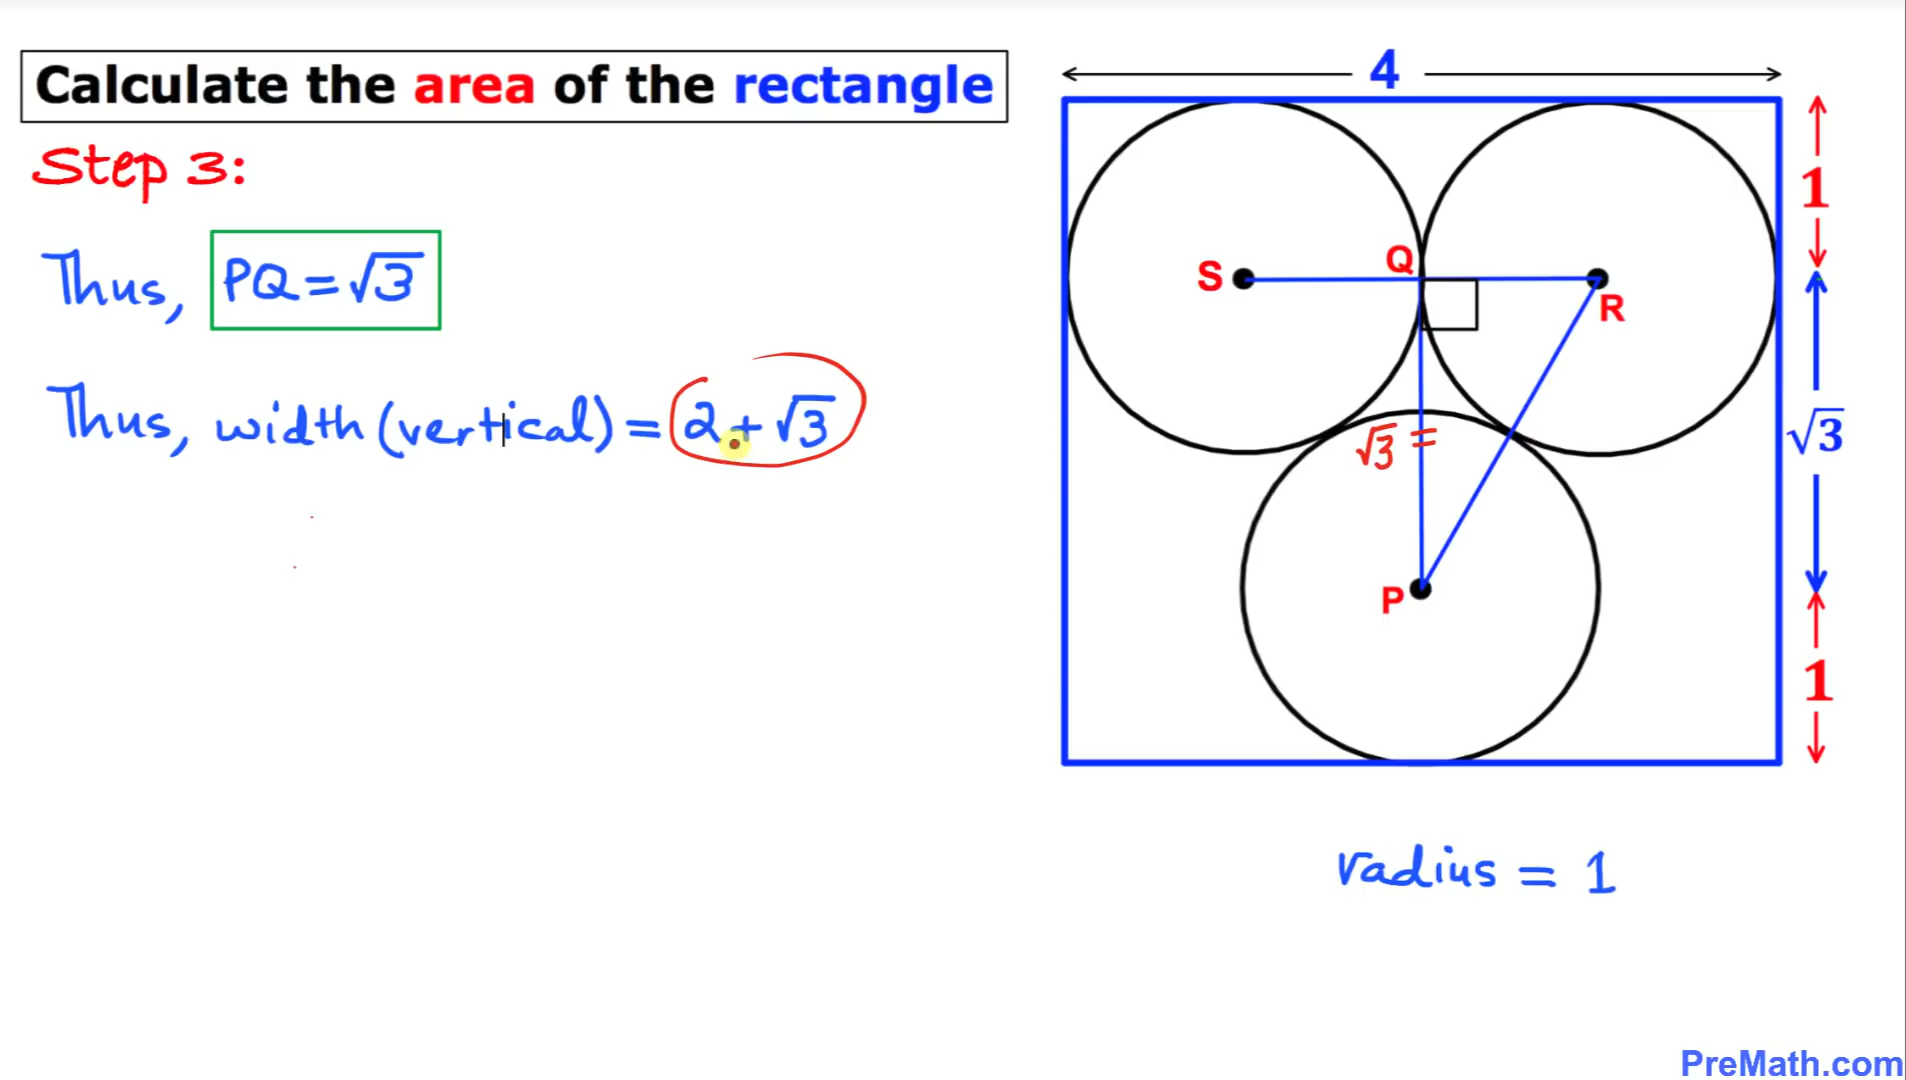 Calculate the area of the rectangle
Step 3:
Thus, PQ = √3
Thus, width (vertical) = 2 + √3
4
1
S
Q
R
√3 =
√3
P
1
radius = 1
PreMath.com